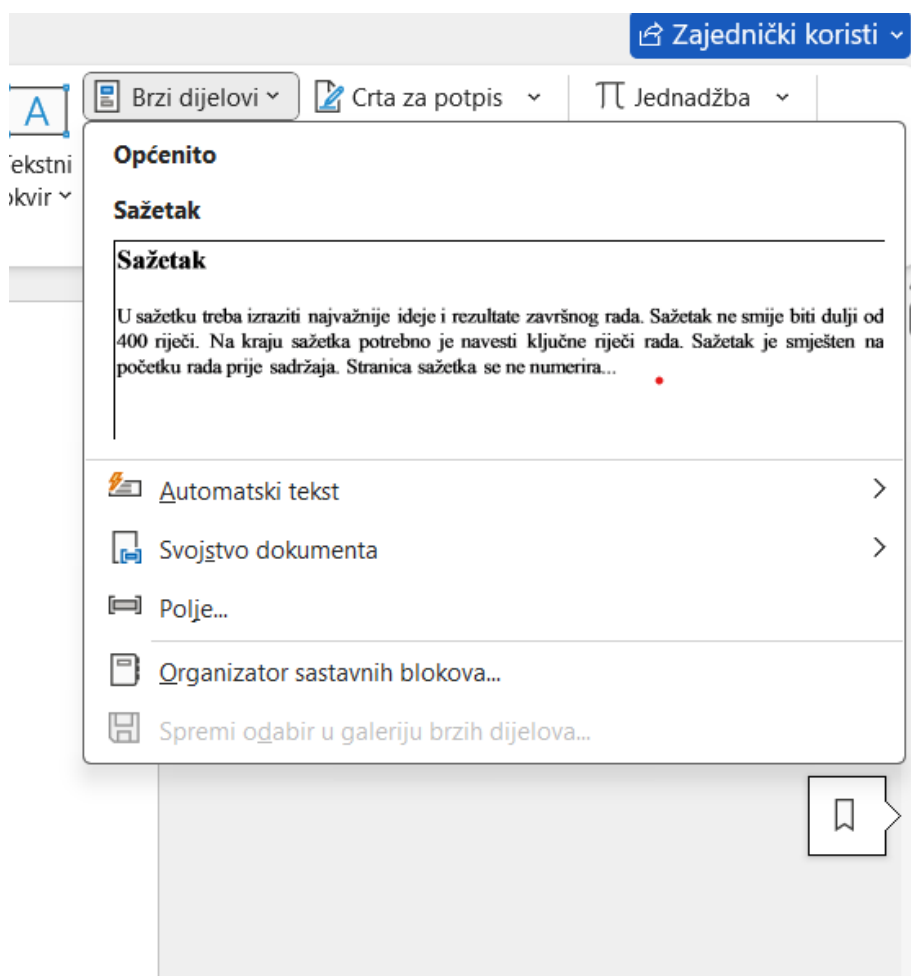 Zajednički koristi
Brzi dijelovi
Crta za potpis
Jednadžba
A
Općenito
Sažetak
Sažetak
U sažetku treba izraziti najvažnije ideje i rezultate završnog rada. Sažetak ne smije biti dulji od
400 riječi. Na kraju sažetka potrebno je navesti ključne riječi rada. Sažetak je smješten na
početku rada prije sadržaja. Stranica sažetka se ne numerira...
Automatski tekst
Svojstvo dokumenta
Polje...
Organizator sastavnih blokova...
Spremi odabir u galeriju brzih dijelova...